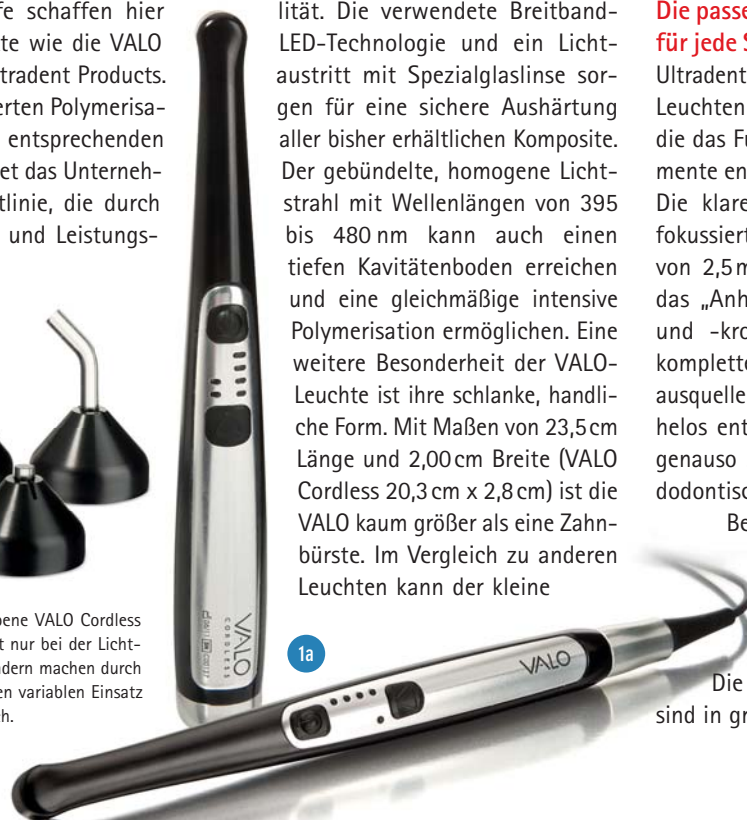 fe schaffen hier
te wie die VALO
tradent Products.
erten Polymerisa-
entsprechenden
et das Unterneh-
tlinie, die durch
und Leistungs-
ene VALO Cordless
t nur bei der Licht-
ndern machen durch
en variablen Einsatz
ch.
lität. Die verwendete Breitband-
LED-Technologie und ein Licht-
austritt mit Spezialglaslinse sor-
gen für eine sichere Aushärtung
aller bisher erhältlichen Komposite.
Der gebündelte, homogene Licht-
strahl mit Wellenlängen von 395
bis 480 nm kann auch einen
tiefen Kavitätenboden erreichen
und eine gleichmäßige intensive
Polymerisation ermöglichen. Eine
weitere Besonderheit der VALO-
Leuchte ist ihre schlanke, handli-
che Form. Mit Maßen von 23,5 cm
Länge und 2,00 cm Breite (VALO
Cordless 20,3 cm x 2,8 cm) ist die
VALO kaum größer als eine Zahn-
bürste. Im Vergleich zu anderen
Leuchten kann der kleine
VALO
CORDLESS
1a
VALO
Die passe
für jede S
Ultradent
Leuchten
die das Fu
mente en
Die klare
fokussiert
von 2,5 m
das „Anh
und -kro
komplette
ausquelle
helos ent
genauso
dodontisc
Be
Die
sind in gr